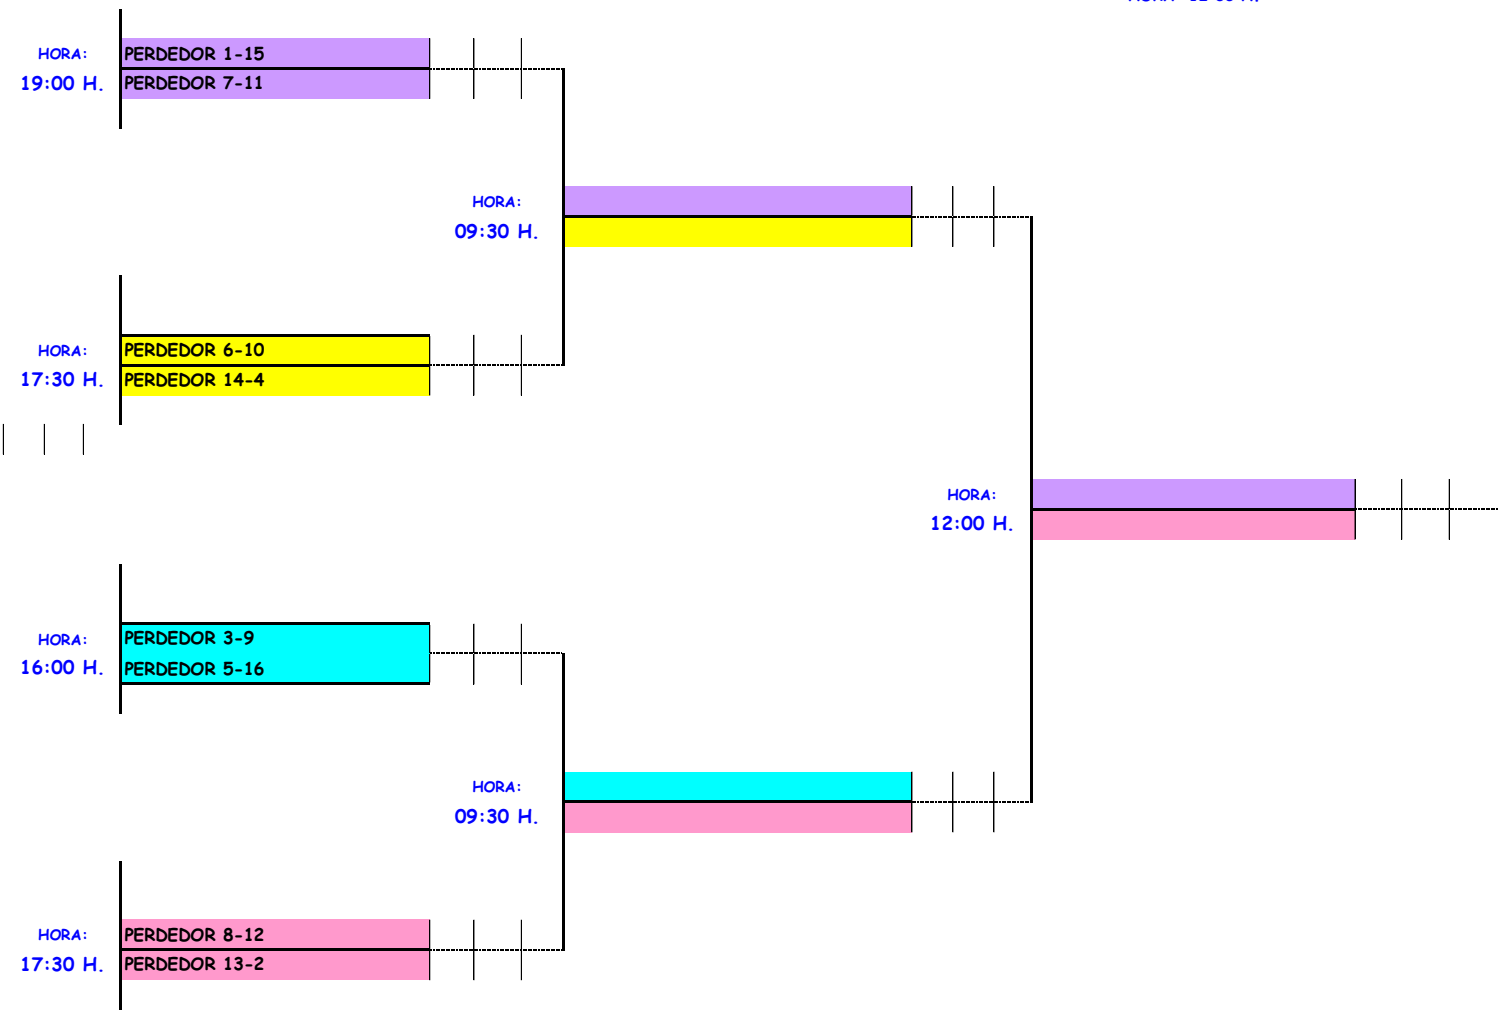 HORA:
PERDEDOR 1-15
19:00 H.
PERDEDOR 7-11
HORA:
09:30 H.
HORA:
PERDEDOR 6-10
17:30 H.
PERDEDOR 14-4
HORA:
12:00 H.
HORA:
PERDEDOR 3-9
16:00 H.
PERDEDOR 5-16
HORA:
09:30 H.
HORA:
PERDEDOR 8-12
17:30 H.
PERDEDOR 13-2